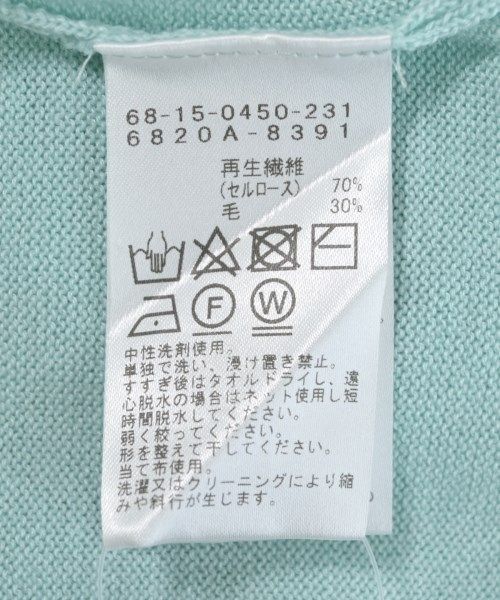 68-15-0450-231
6820A-8391
再生繊維
(セルロース) 70%
毛 30%
F W
中性洗剤使用。
単独で洗い、浸け置き禁止。
すすぎ後はタオルドライし、遠
心脱水の場合はネット使用し短
時間脱水してください。
弱く絞ってください。
形を整えて干してください。
当て布使用。
洗濯又はクリーニングにより縮
みや斜行が生じます。